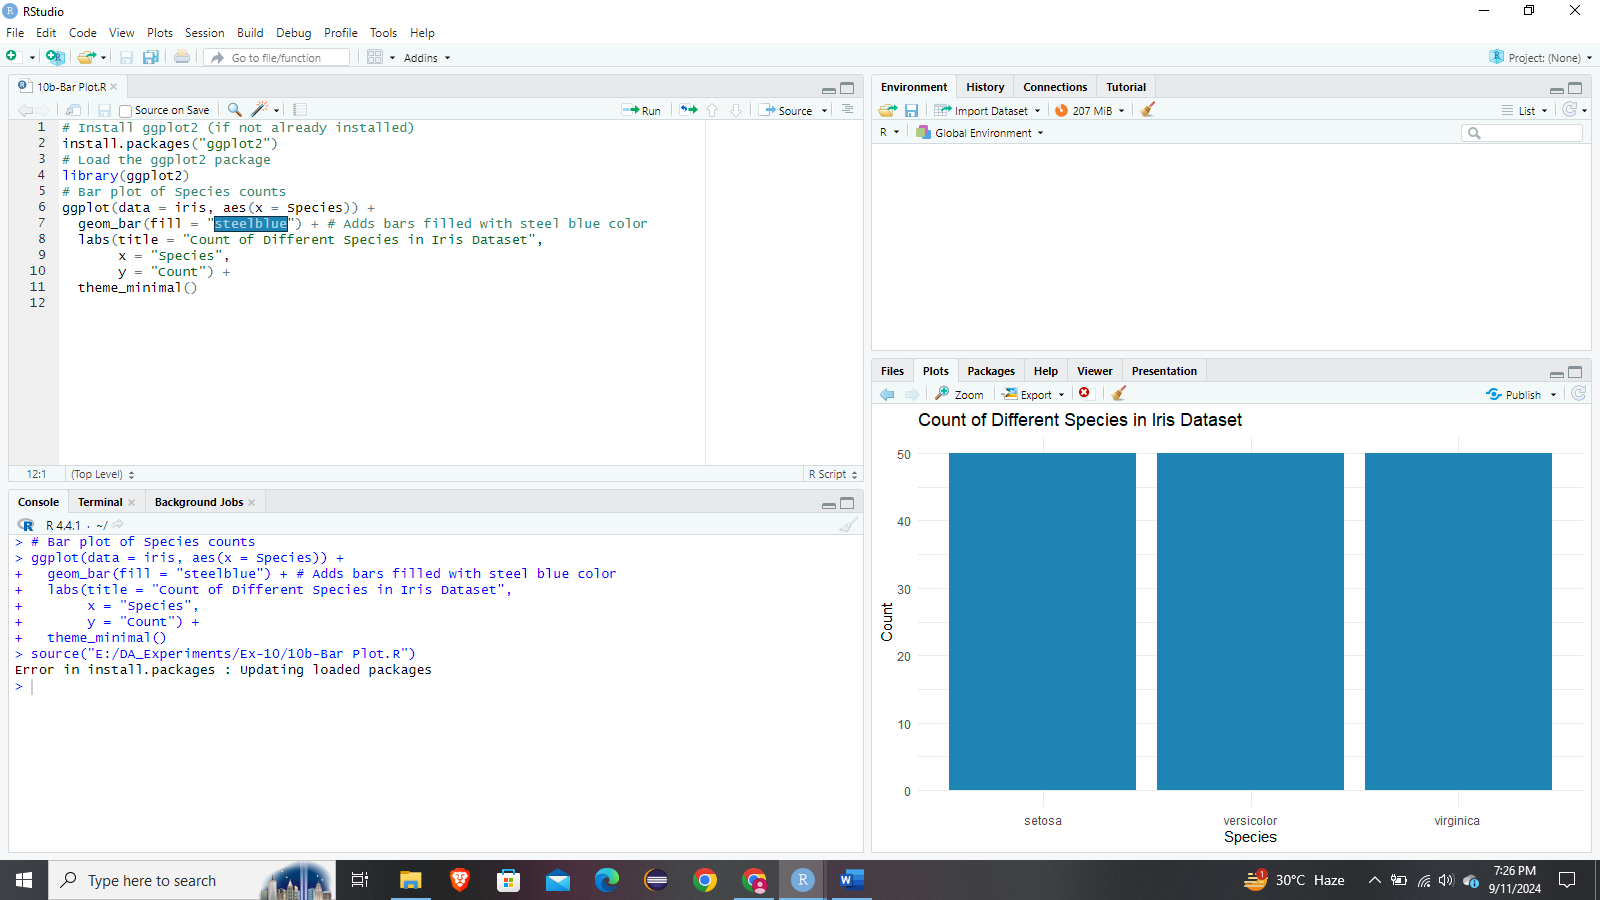 RStudio
File Edit Code View Plots Session Build Debug Profile Tools Help
Go to file/function Addins Project: (None)
10b-Bar Plot.R
Source on Save Run Source
1 # Install ggplot2 (if not already installed)
2 install.packages("ggplot2")
3 # Load the ggplot2 package
4 library(ggplot2)
5 # Bar plot of Species counts
6 ggplot(data = iris, aes(x = Species)) +
7 geom_bar(fill = "steelblue") + # Adds bars filled with steel blue color
8 labs(title = "Count of Different Species in Iris Dataset",
9 x = "Species",
10 y = "Count") +
11 theme_minimal()
12
12:1 (Top Level) R Script
Console Terminal Background Jobs
R 4.4.1 · ~/
> # Bar plot of Species counts
> ggplot(data = iris, aes(x = Species)) +
+ geom_bar(fill = "steelblue") + # Adds bars filled with steel blue color
+ labs(title = "Count of Different Species in Iris Dataset",
+ x = "Species",
+ y = "Count") +
+ theme_minimal()
> source("E:/DA_Experiments/Ex-10/10b-Bar Plot.R")
Error in install.packages : Updating loaded packages
>
Environment History Connections Tutorial
Import Dataset 207 MiB List
R Global Environment
Files Plots Packages Help Viewer Presentation
Zoom Export Publish
Count of Different Species in Iris Dataset
50
40
30
20
10
0
Count
setosa versicolor virginica
Species
Type here to search
1 30°C Haze
7:26 PM
9/11/2024